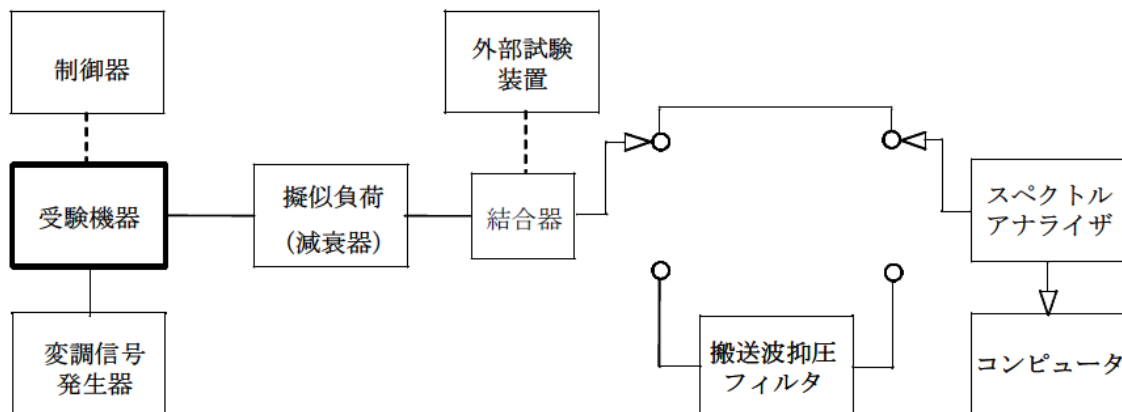 制御器
外部試験
装置
受験機器
擬似負荷
（減衰器）
結合器
スペクトル
アナライザ
変調信号
発生器
搬送波抑圧
フィルタ
コンピュータ